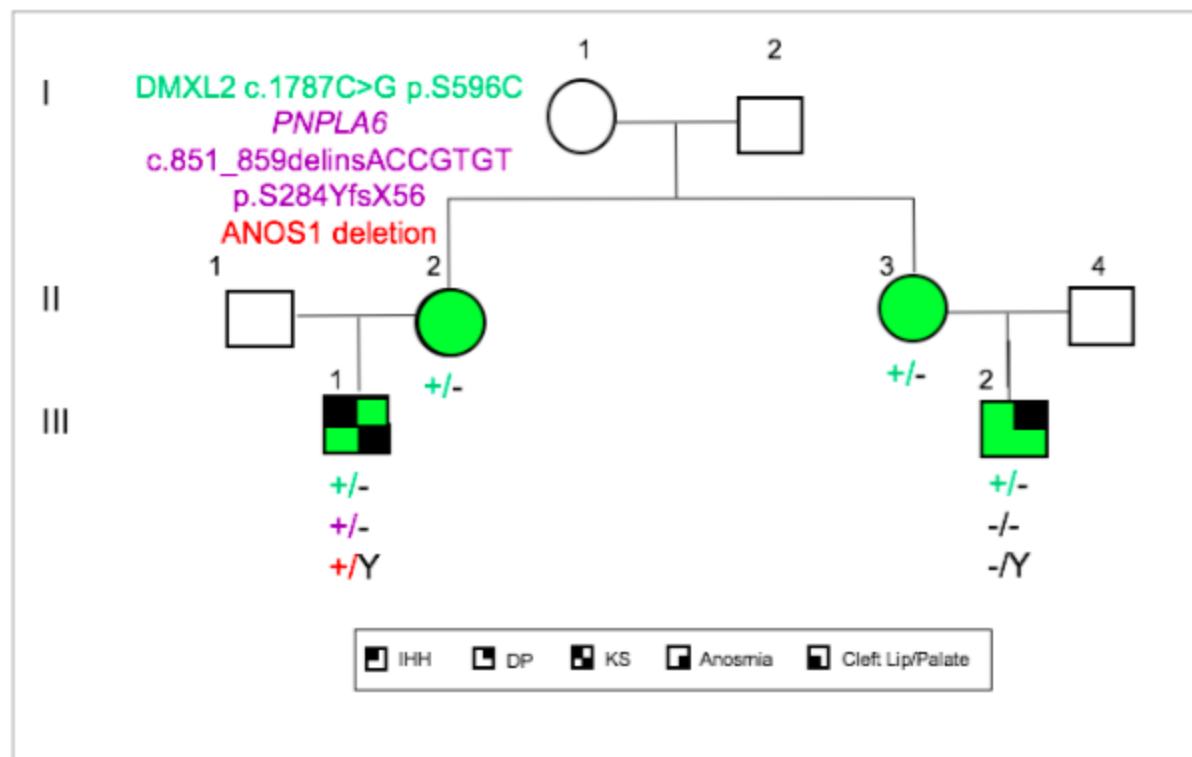 1 2
I
DMXL2 c.1787C>G p.S596C
PNPLA6
c.851_859delinsACCGTGT
p.S284YfsX56
ANOS1 deletion
1 2 3 4
II
+/- +/-
1 2
III
+/- +/-
+/- -/-
+/Y -/Y
IHH DP KS Anosmia Cleft Lip/Palate